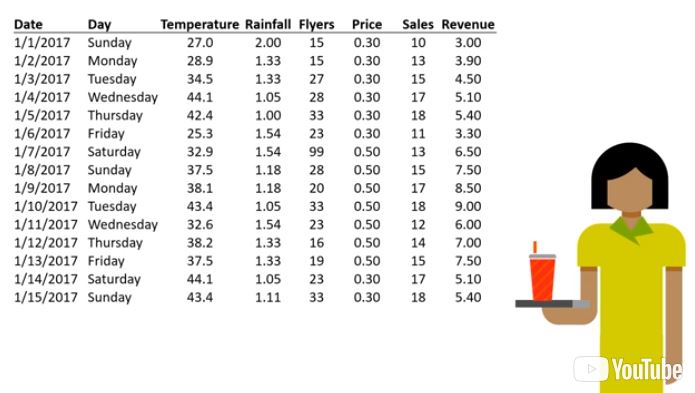 Date Day Temperature Rainfall Flyers Price Sales Revenue
1/1/2017 Sunday 27.0 2.00 15 0.30 10 3.00
1/2/2017 Monday 28.9 1.33 15 0.30 13 3.90
1/3/2017 Tuesday 34.5 1.33 27 0.30 15 4.50
1/4/2017 Wednesday 44.1 1.05 28 0.30 17 5.10
1/5/2017 Thursday 42.4 1.00 33 0.30 18 5.40
1/6/2017 Friday 25.3 1.54 23 0.30 11 3.30
1/7/2017 Saturday 32.9 1.54 99 0.50 13 6.50
1/8/2017 Sunday 37.5 1.18 28 0.50 15 7.50
1/9/2017 Monday 38.1 1.18 20 0.50 17 8.50
1/10/2017 Tuesday 43.4 1.05 33 0.50 18 9.00
1/11/2017 Wednesday 32.6 1.54 23 0.50 12 6.00
1/12/2017 Thursday 38.2 1.33 16 0.50 14 7.00
1/13/2017 Friday 37.5 1.33 19 0.50 15 7.50
1/14/2017 Saturday 44.1 1.05 23 0.30 17 5.10
1/15/2017 Sunday 43.4 1.11 33 0.30 18 5.40
YouTube